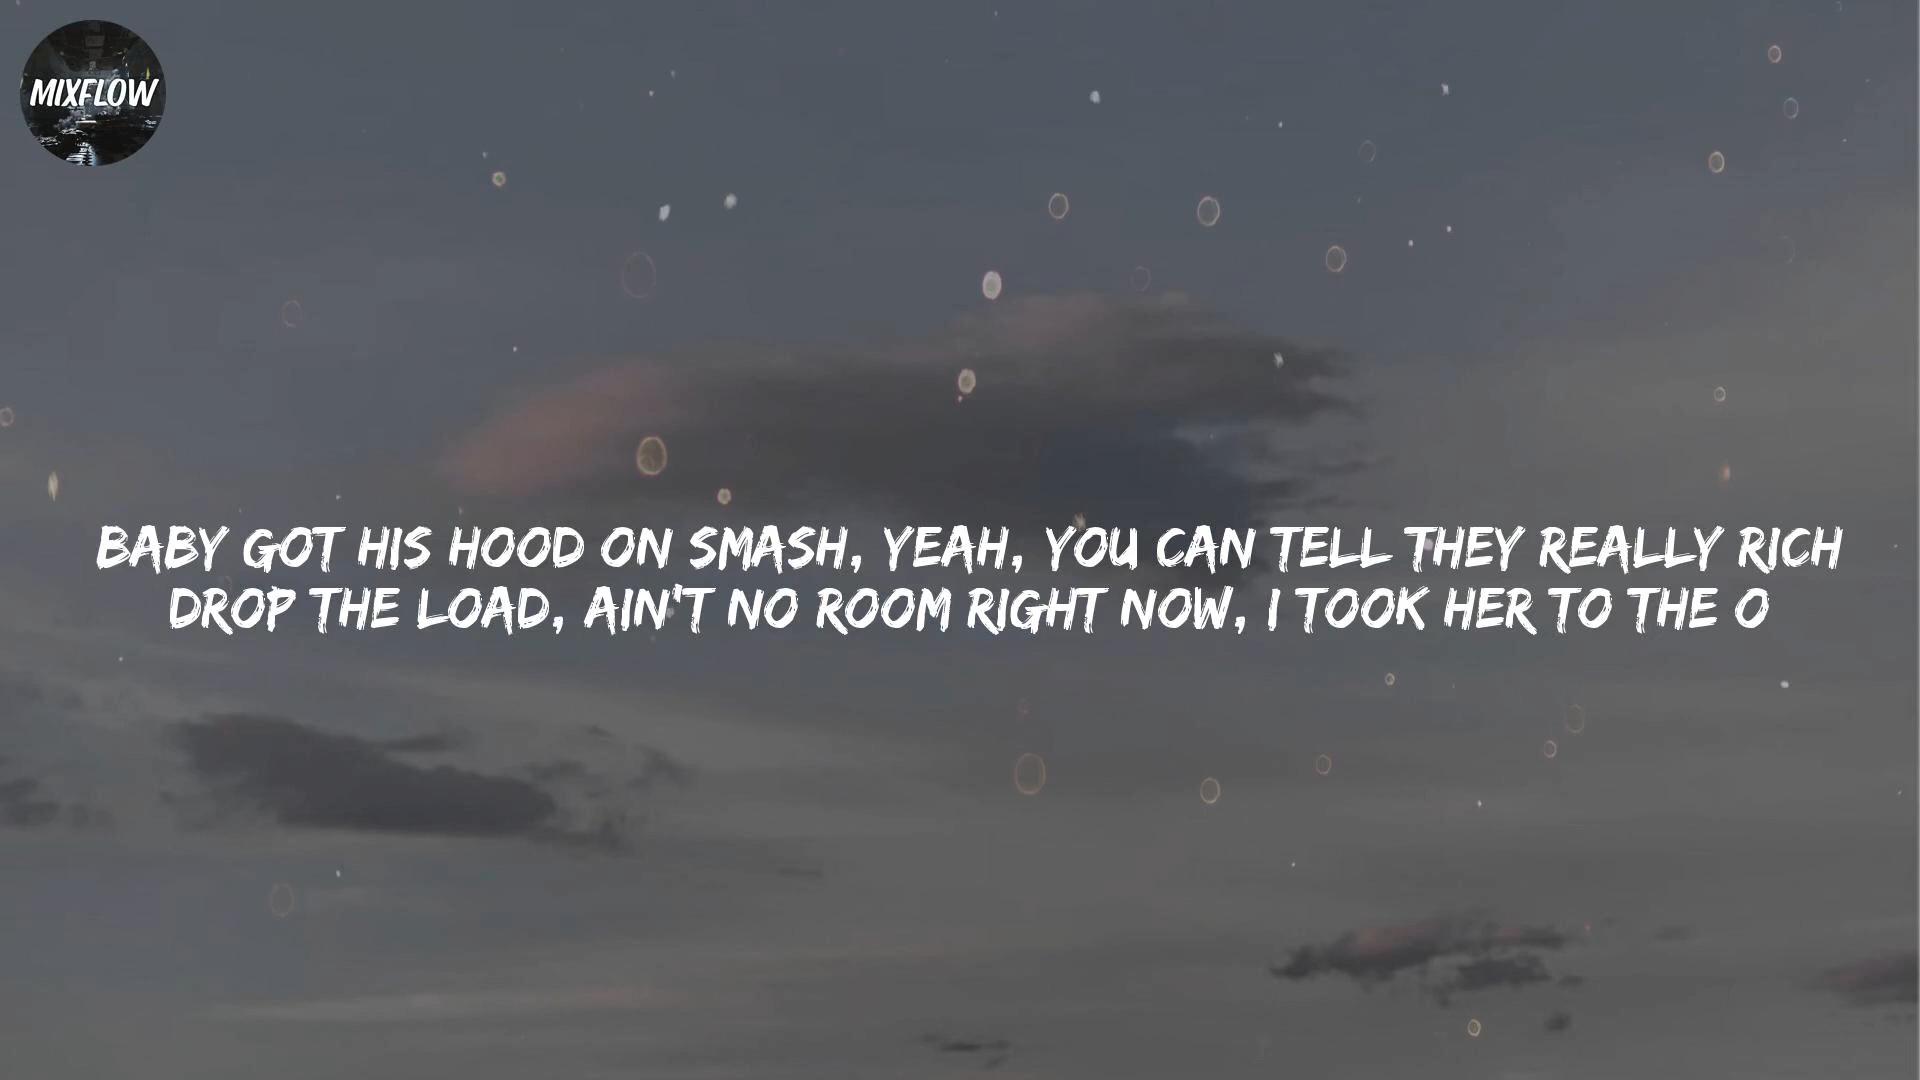 MIXFLOW
BABY GOT HIS HOOD ON SMASH, YEAH, YOU CAN TELL THEY REALLY RICH
DROP THE LOAD, AIN'T NO ROOM RIGHT NOW, I TOOK HER TO THE O